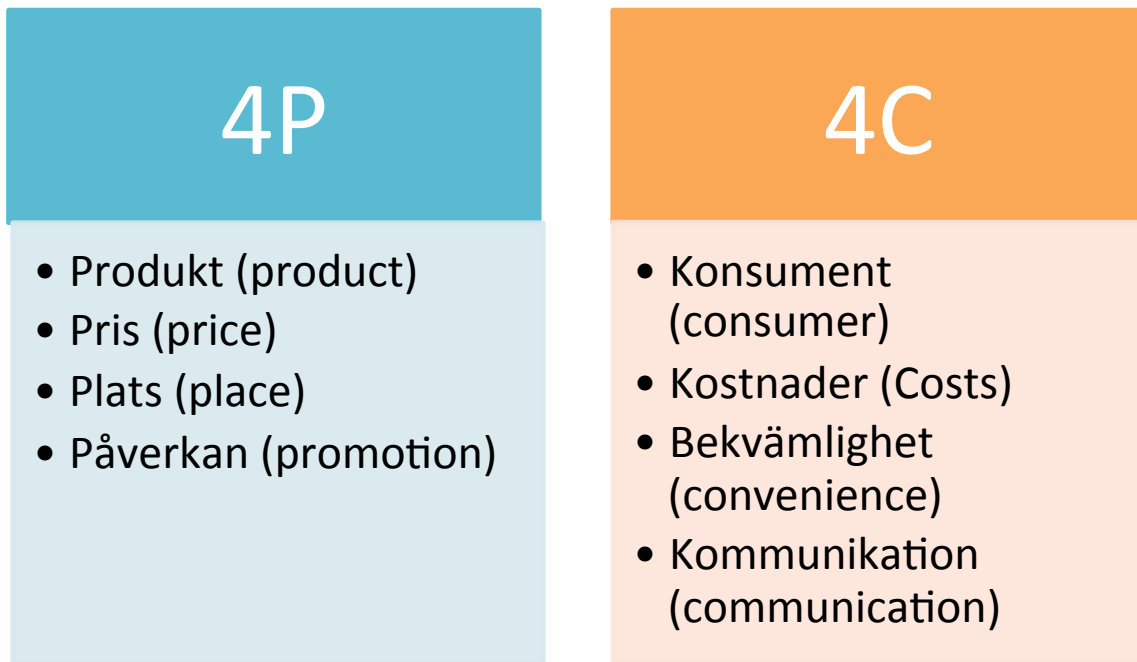 4P
• Produkt (product)
• Pris (price)
• Plats (place)
• Påverkan (promotion)
4C
• Konsument
(consumer)
• Kostnader (Costs)
• Bekvämlighet
(convenience)
• Kommunikation
(communication)